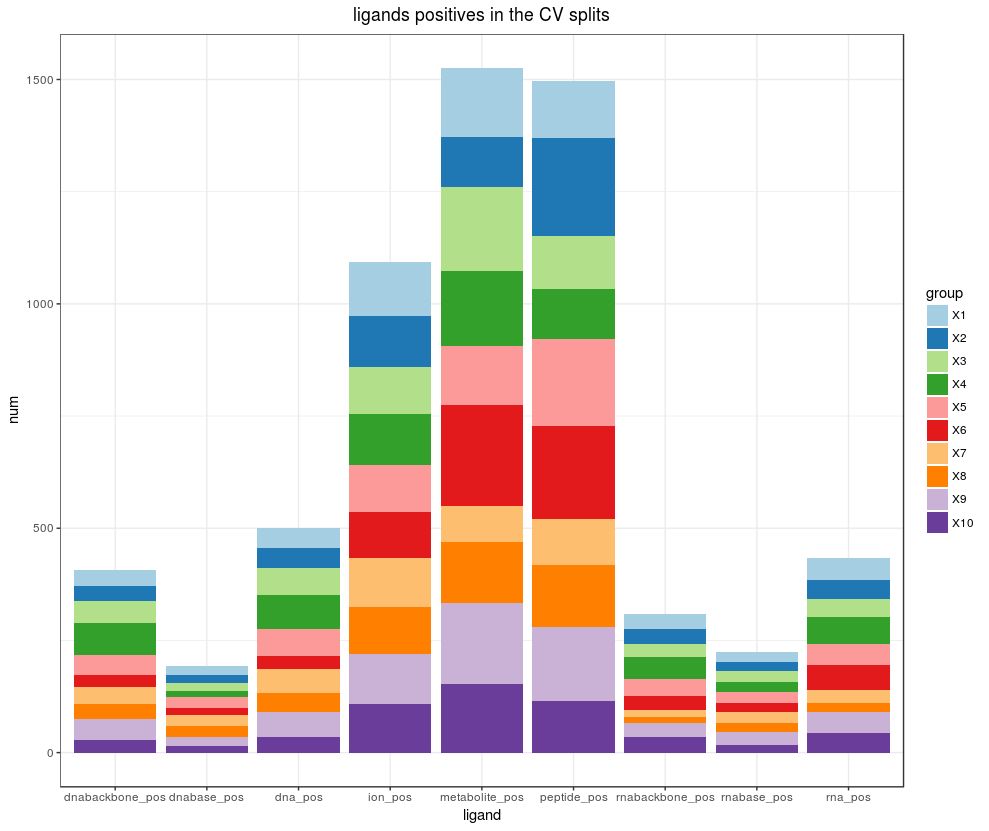 ligands positives in the CV splits
1500
1000
500
0
num
dnabackbone_pos dnabase_pos dna_pos ion_pos metabolite_pos peptide_pos rnabackbone_pos rnabase_pos rna_pos
ligand
group
X1
X2
X3
X4
X5
X6
X7
X8
X9
X10